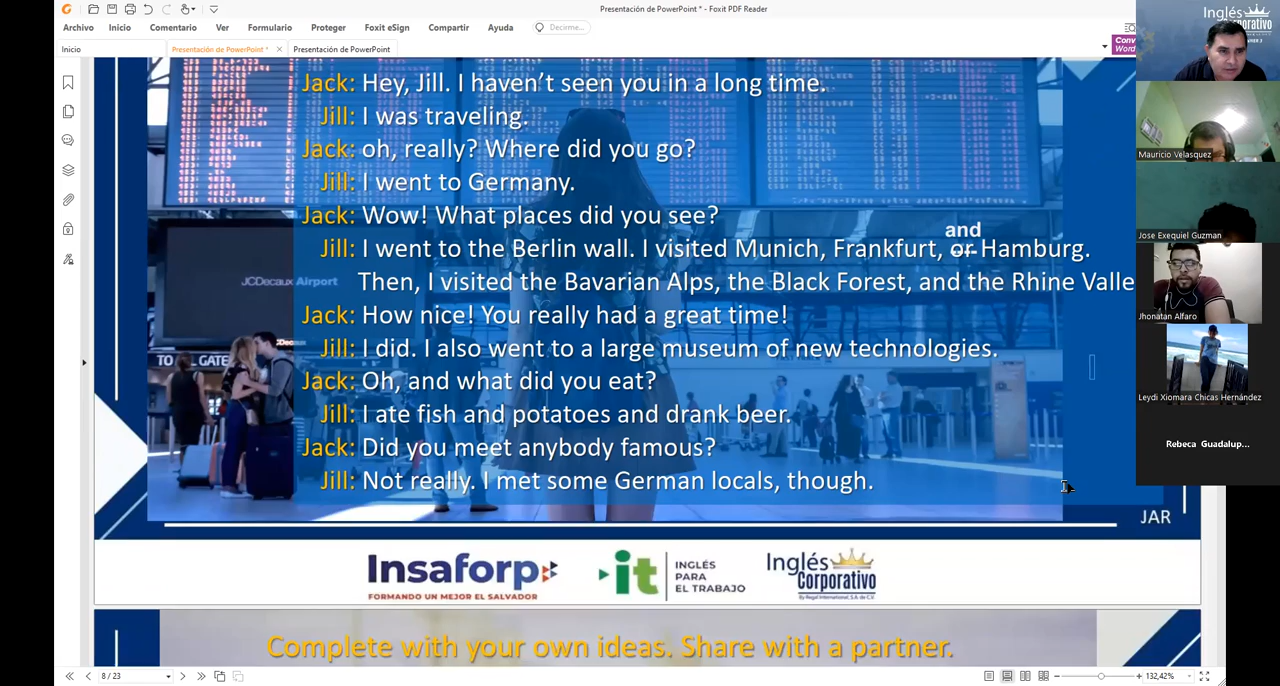 Presentación de PowerPoint * - Foxit PDF Reader
Archivo Inicio Comentario Ver Formulario Proteger Foxit eSign Compartir Ayuda Decirme...
Inicio Presentación de PowerPoint * Presentación de PowerPoint
Conv
Word
Inglés
Corporativo
Jack: Hey, Jill. I haven't seen you in a long time.
Jill: I was traveling.
Jack: oh, really? Where did you go?
Jill: I went to Germany.
Jack: Wow! What places did you see?
and
Jill: I went to the Berlin wall. I visited Munich, Frankfurt, or Hamburg.
Then, I visited the Bavarian Alps, the Black Forest, and the Rhine Valle
Jack: How nice! You really had a great time!
Jill: I did. I also went to a large museum of new technologies.
Jack: Oh, and what did you eat?
Jill: I ate fish and potatoes and drank beer.
Jack: Did you meet anybody famous?
Jill: Not really. I met some German locals, though.
JCDecaux Airport
TO GATE
Mauricio Velasquez
Jose Exequiel Guzman
Jhonatan Alfaro
Leydi Xiomara Chicas Hernández
Rebeca Guadalup...
JAR
Insaforp
FORMANDO UN MEJOR EL SALVADOR
it INGLÉS
PARA
EL TRABAJO
Inglés
Corporativo
By Regal International, S.A. de C.V.
Complete with your own ideas. Share with a partner.
8 / 23
132,42%